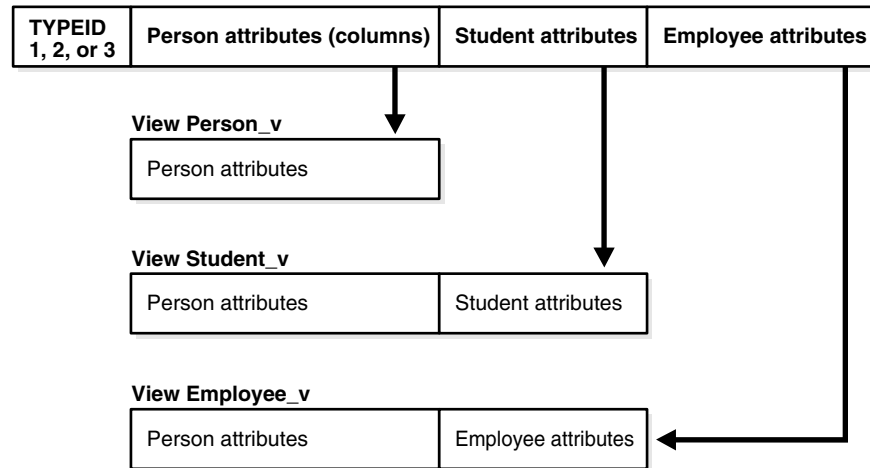 TYPEID
1, 2, or 3
Person attributes (columns)
Student attributes
Employee attributes
View Person_v
Person attributes
View Student_v
Person attributes
Student attributes
View Employee_v
Person attributes
Employee attributes